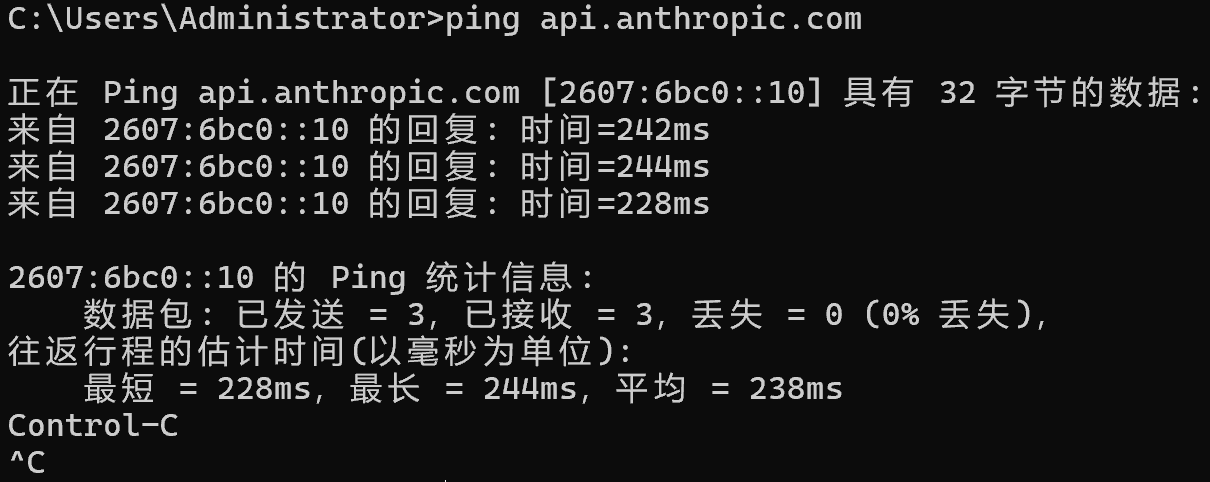 C:\Users\Administrator>ping api.anthropic.com
正在 Ping api.anthropic.com [2607:6bc0::10] 具有 32 字节的数据:
来自 2607:6bc0::10 的回复: 时间=242ms
来自 2607:6bc0::10 的回复: 时间=244ms
来自 2607:6bc0::10 的回复: 时间=228ms
2607:6bc0::10 的 Ping 统计信息:
    数据包: 已发送 = 3, 已接收 = 3, 丢失 = 0 (0% 丢失),
往返行程的估计时间(以毫秒为单位):
    最短 = 228ms, 最长 = 244ms, 平均 = 238ms
Control-C
^C